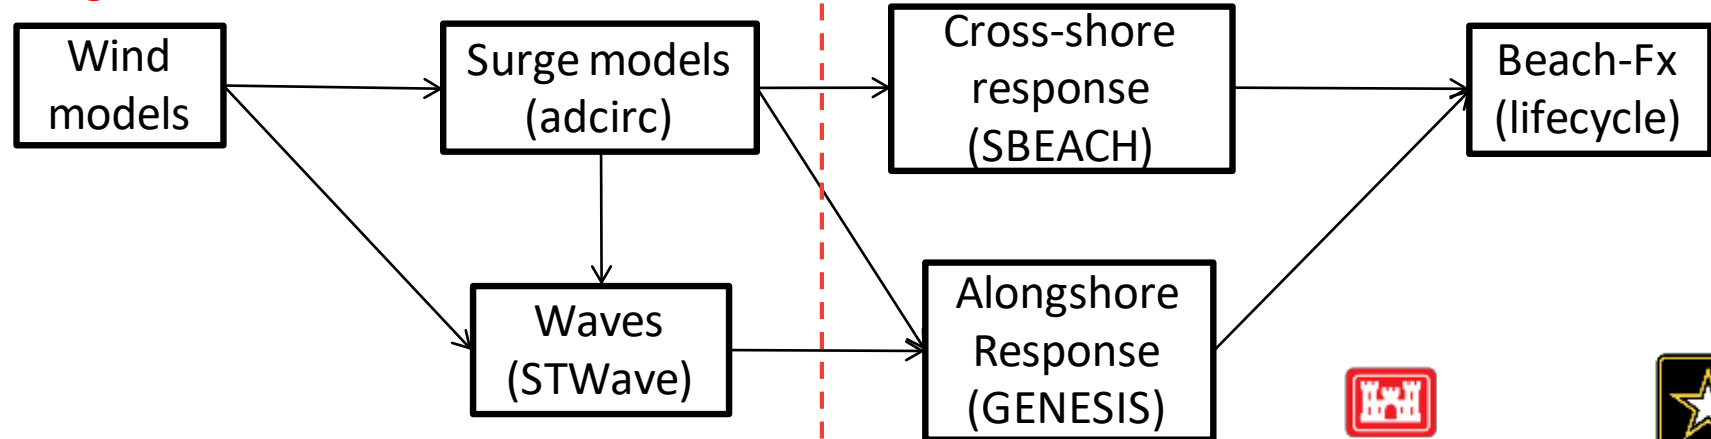 Wind
models
Surge models
(adcirc)
Cross-shore
response
(SBEACH)
Beach-Fx
(lifecycle)
Waves
(STWave)
Alongshore
Response
(GENESIS)